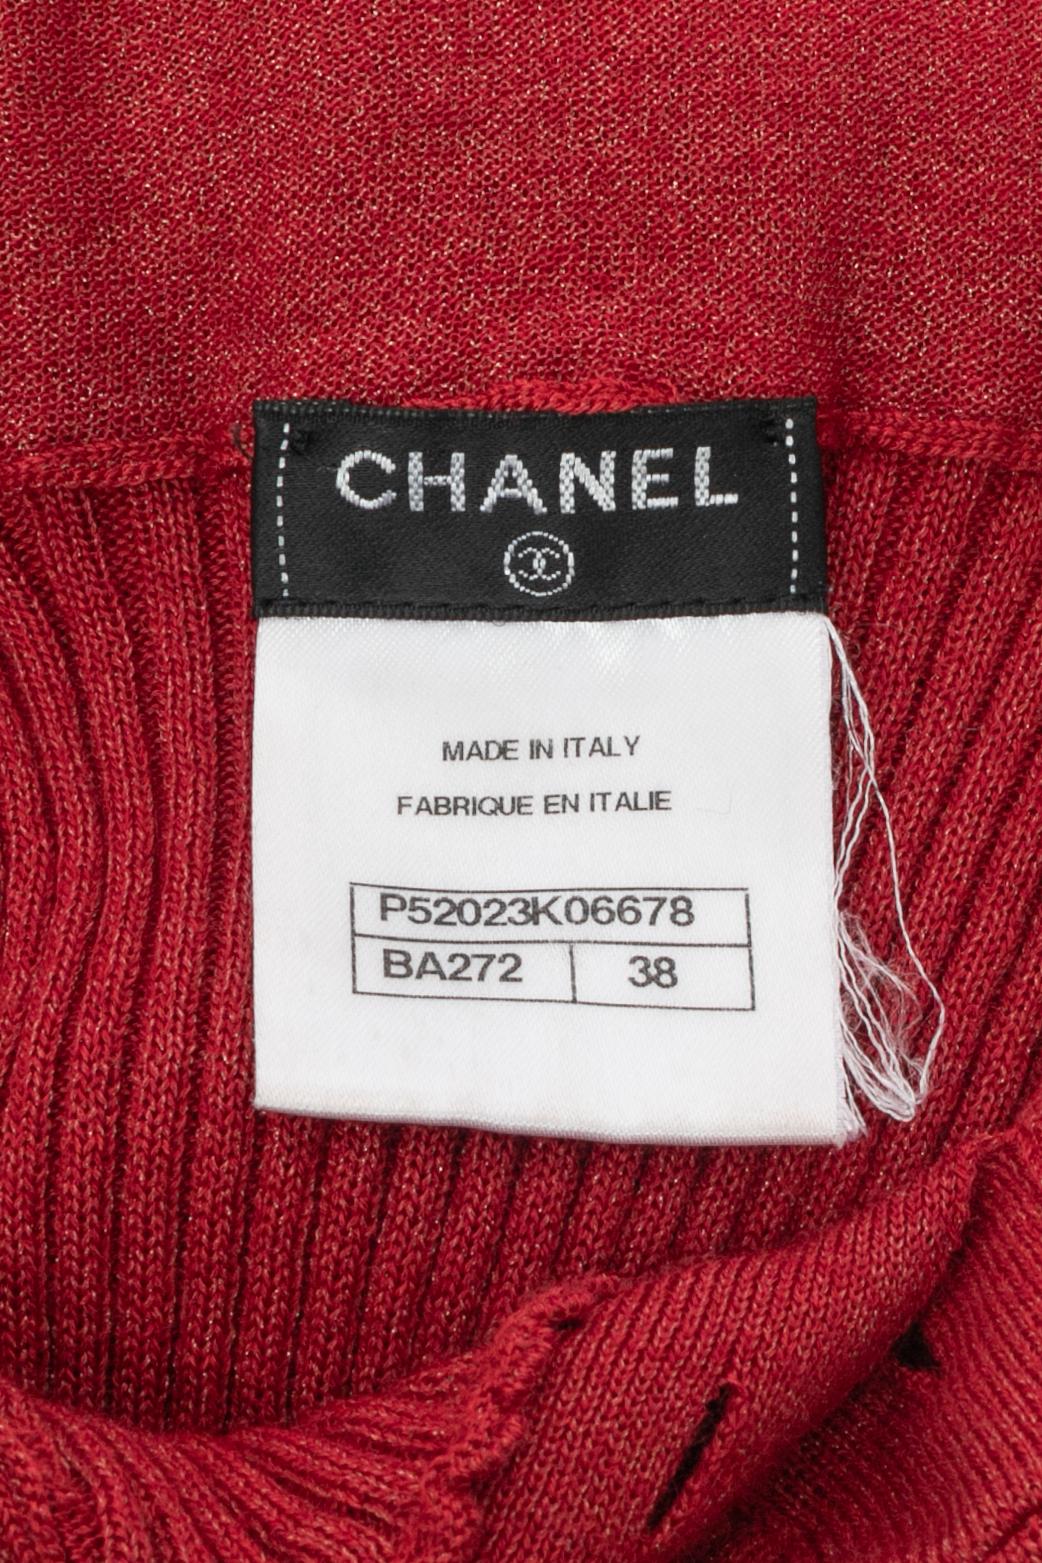 CHANEL
MADE IN ITALY
FABRIQUE EN ITALIE
P52023K06678
BA272 38